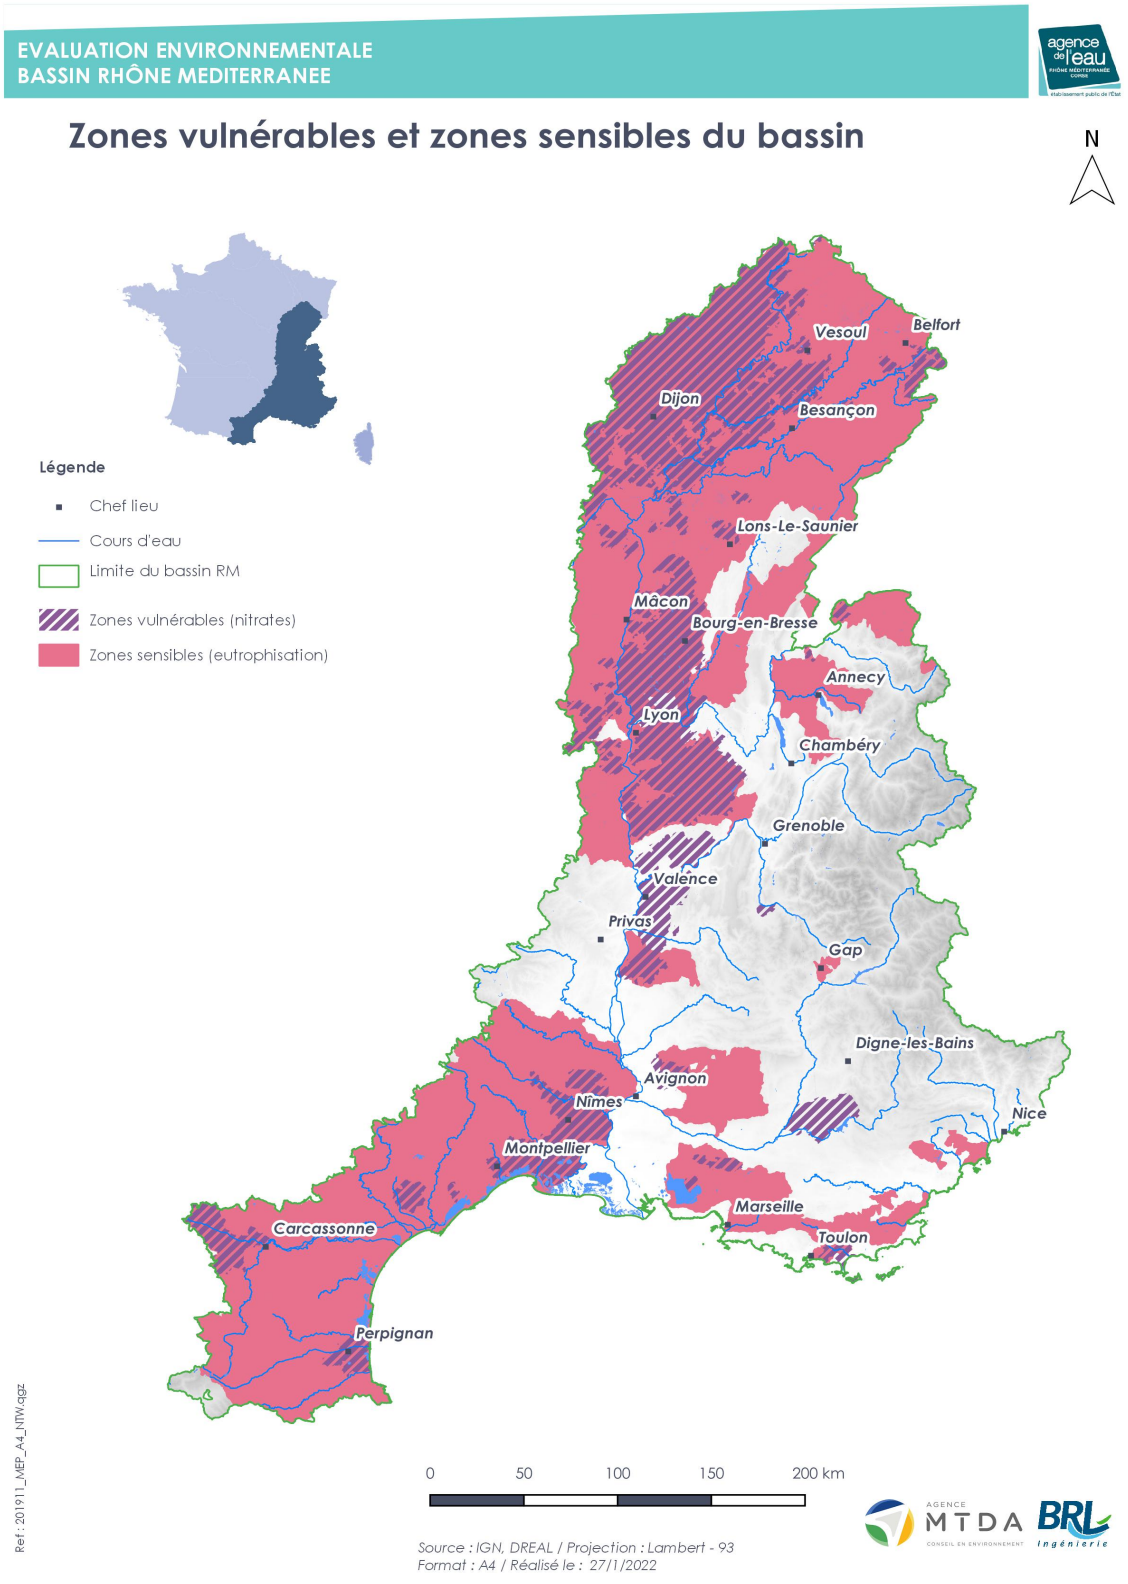 EVALUATION ENVIRONNEMENTALE
BASSIN RHÔNE MEDITERRANEE
agence
de l'eau
RHÔNE MÉDITERRANÉE
CORSE
établissement public de l'État
Zones vulnérables et zones sensibles du bassin
N
Belfort
Vesoul
Dijon
Besançon
Légende
Chef lieu
Cours d'eau
Limite du bassin RM
Zones vulnérables (nitrates)
Zones sensibles (eutrophisation)
Lons-Le-Saunier
Mâcon
Bourg-en-Bresse
Annecy
Lyon
Chambéry
Grenoble
Valence
Privas
Gap
Digne-les-Bains
Avignon
Nîmes
Nice
Montpellier
Marseille
Carcassonne
Toulon
Perpignan
Ref : 201911_MEP_A4_NTW.qgz
0 50 100 150 200 km
AGENCE
MTDA
CONSEIL EN ENVIRONNEMENT
BRL
Ingénierie
Source : IGN, DREAL / Projection : Lambert - 93
Format : A4 / Réalisé le : 27/1/2022